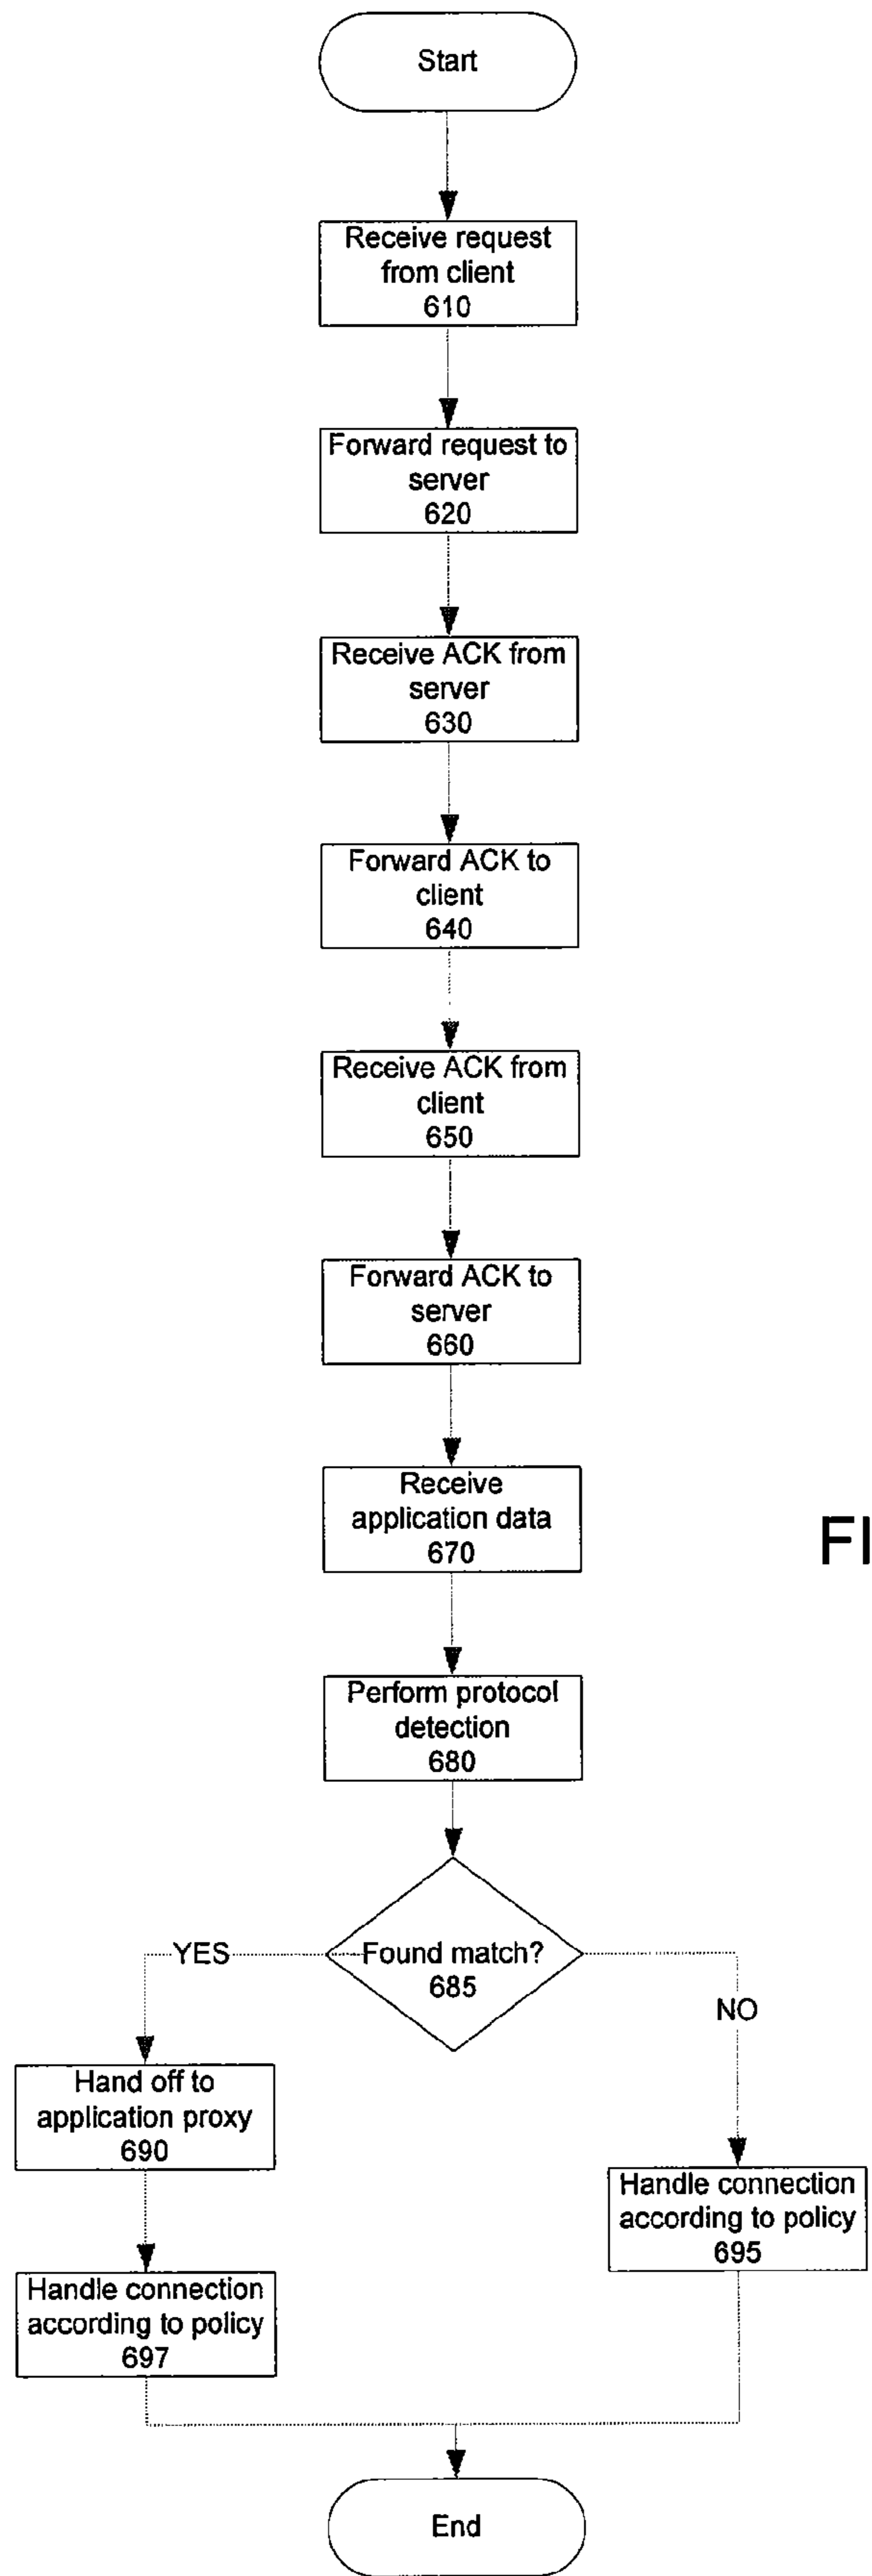 Start
Receive request
from client
610
Forward request to
server
620
Receive ACK from
server
630
Forward ACK to
client
640
Receive ACK from
client
650
Forward ACK to
server
660
Receive
application data
670
FI
Perform protocol
detection
680
Found match?
685
YES
NO
Hand off to
application proxy
690
Handle connection
according to policy
695
Handle connection
according to policy
697
End